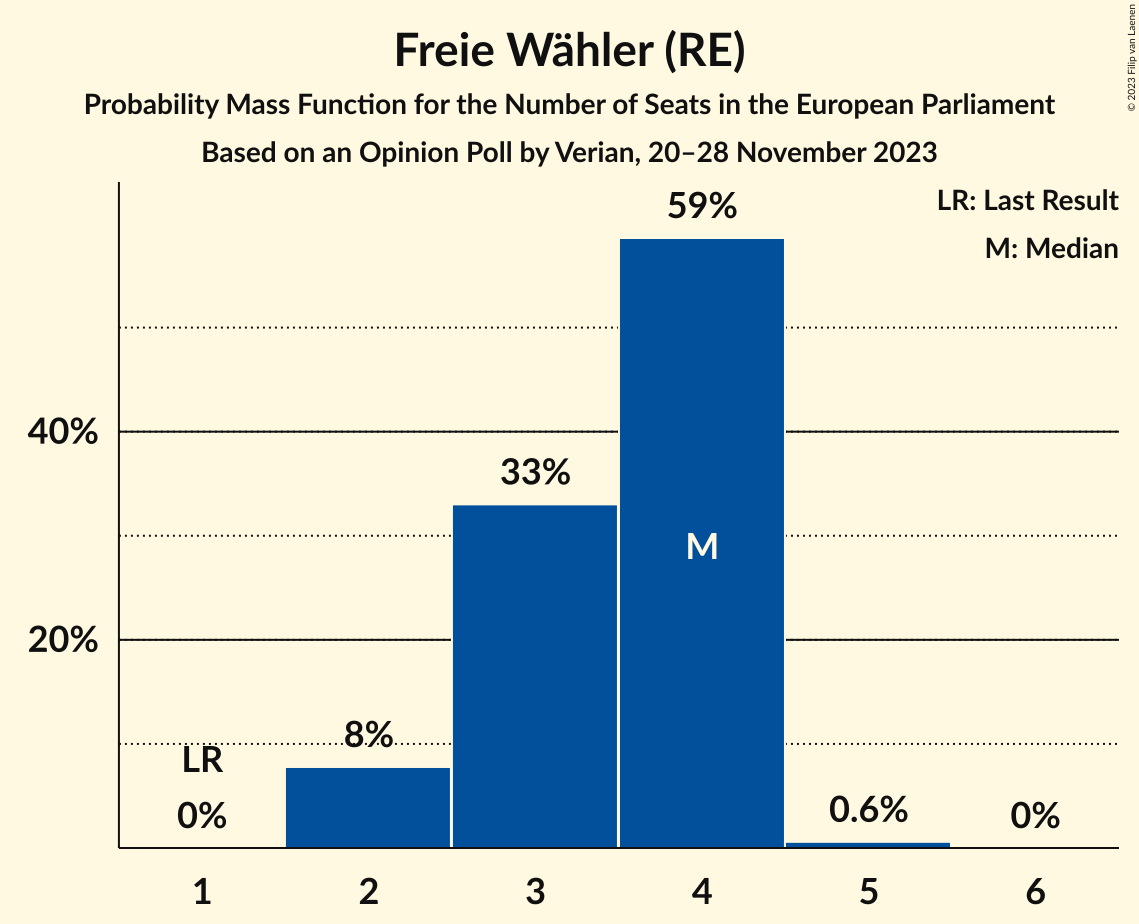 Freie Wähler (RE)
Probability Mass Function for the Number of Seats in the European Parliament
Based on an Opinion Poll by Verian, 20–28 November 2023
© 2023 Filip van Laenen
LR: Last Result
M: Median
59%
40%
33%
M
20%
8%
LR
0%
0.6%
0%
1 2 3 4 5 6